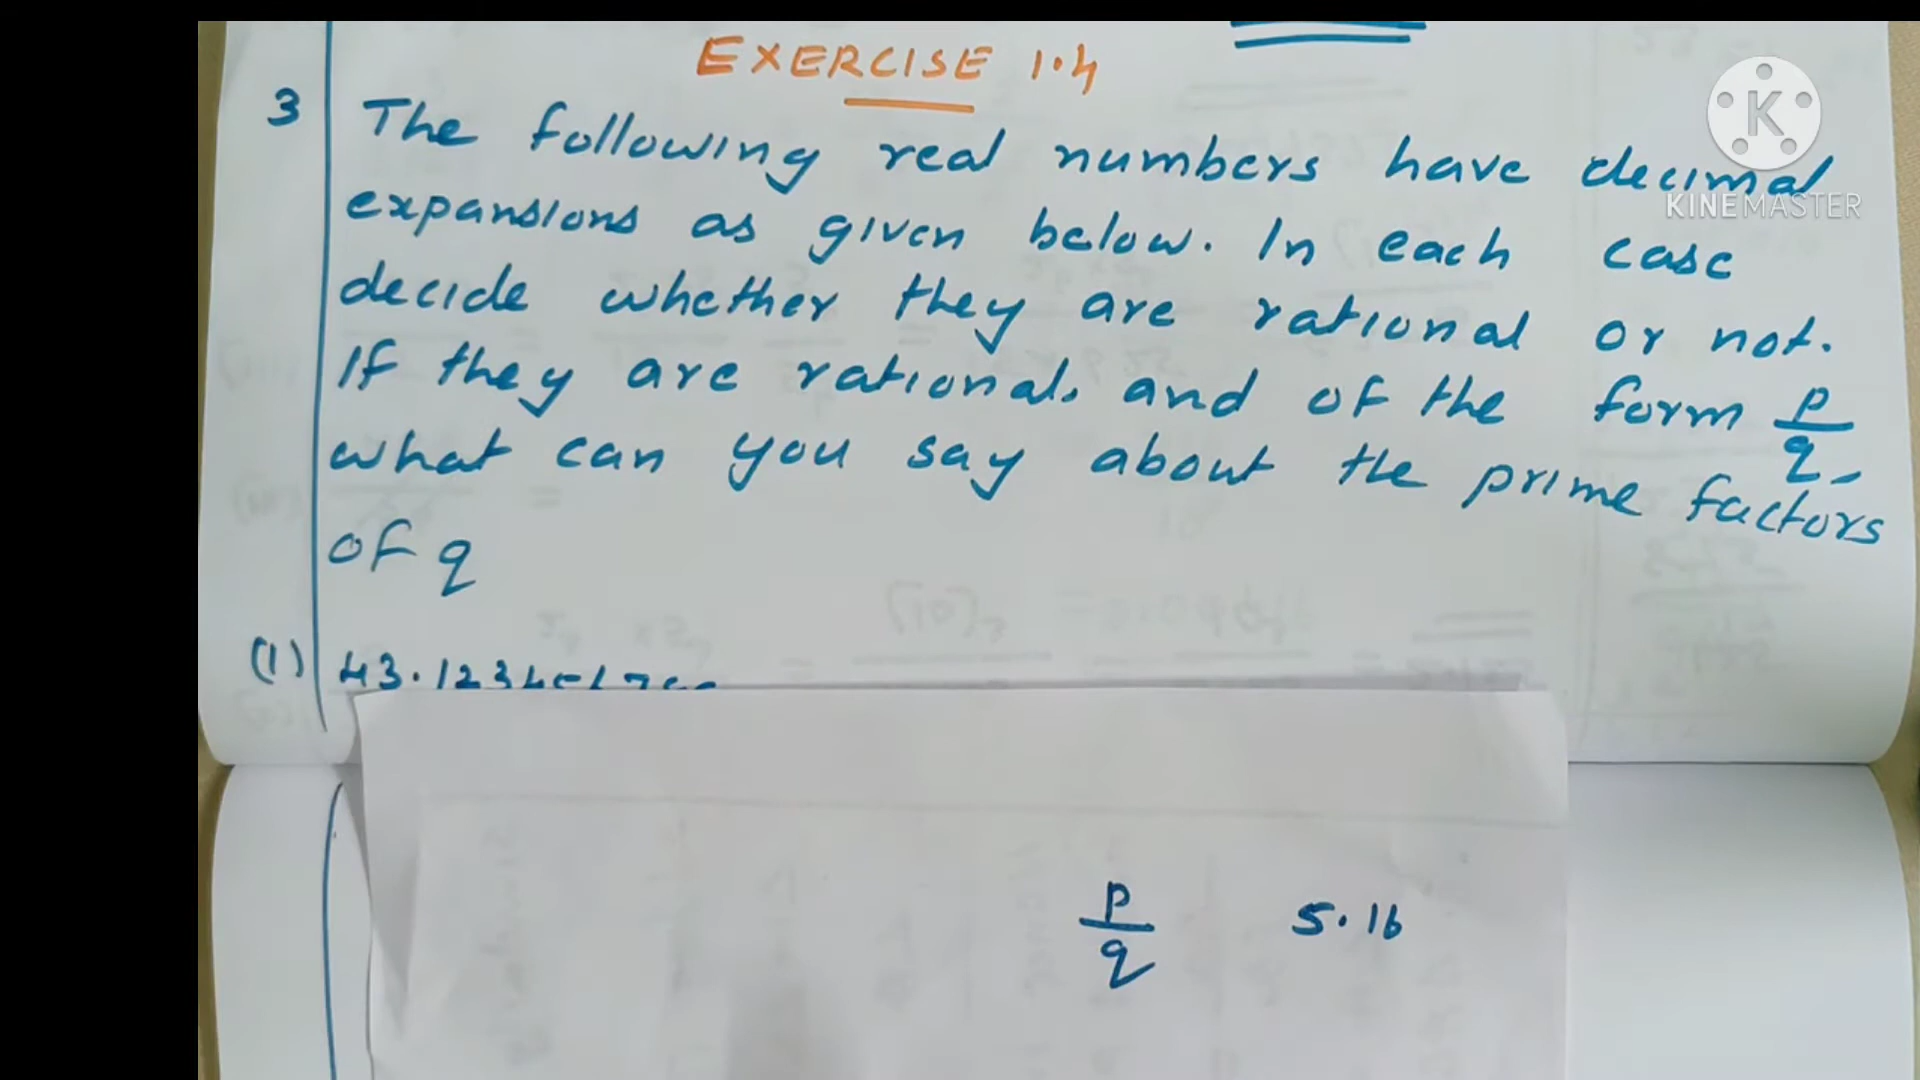 EXERCISE 1.4
3 The following real numbers have decimal
expansions as given below. In each case
decide whether they are rational or not.
If they are rational, and of the form p/q,
what can you say about the prime factors
of q
(1) 43.123456789
p/q 5.16
KINEMASTER